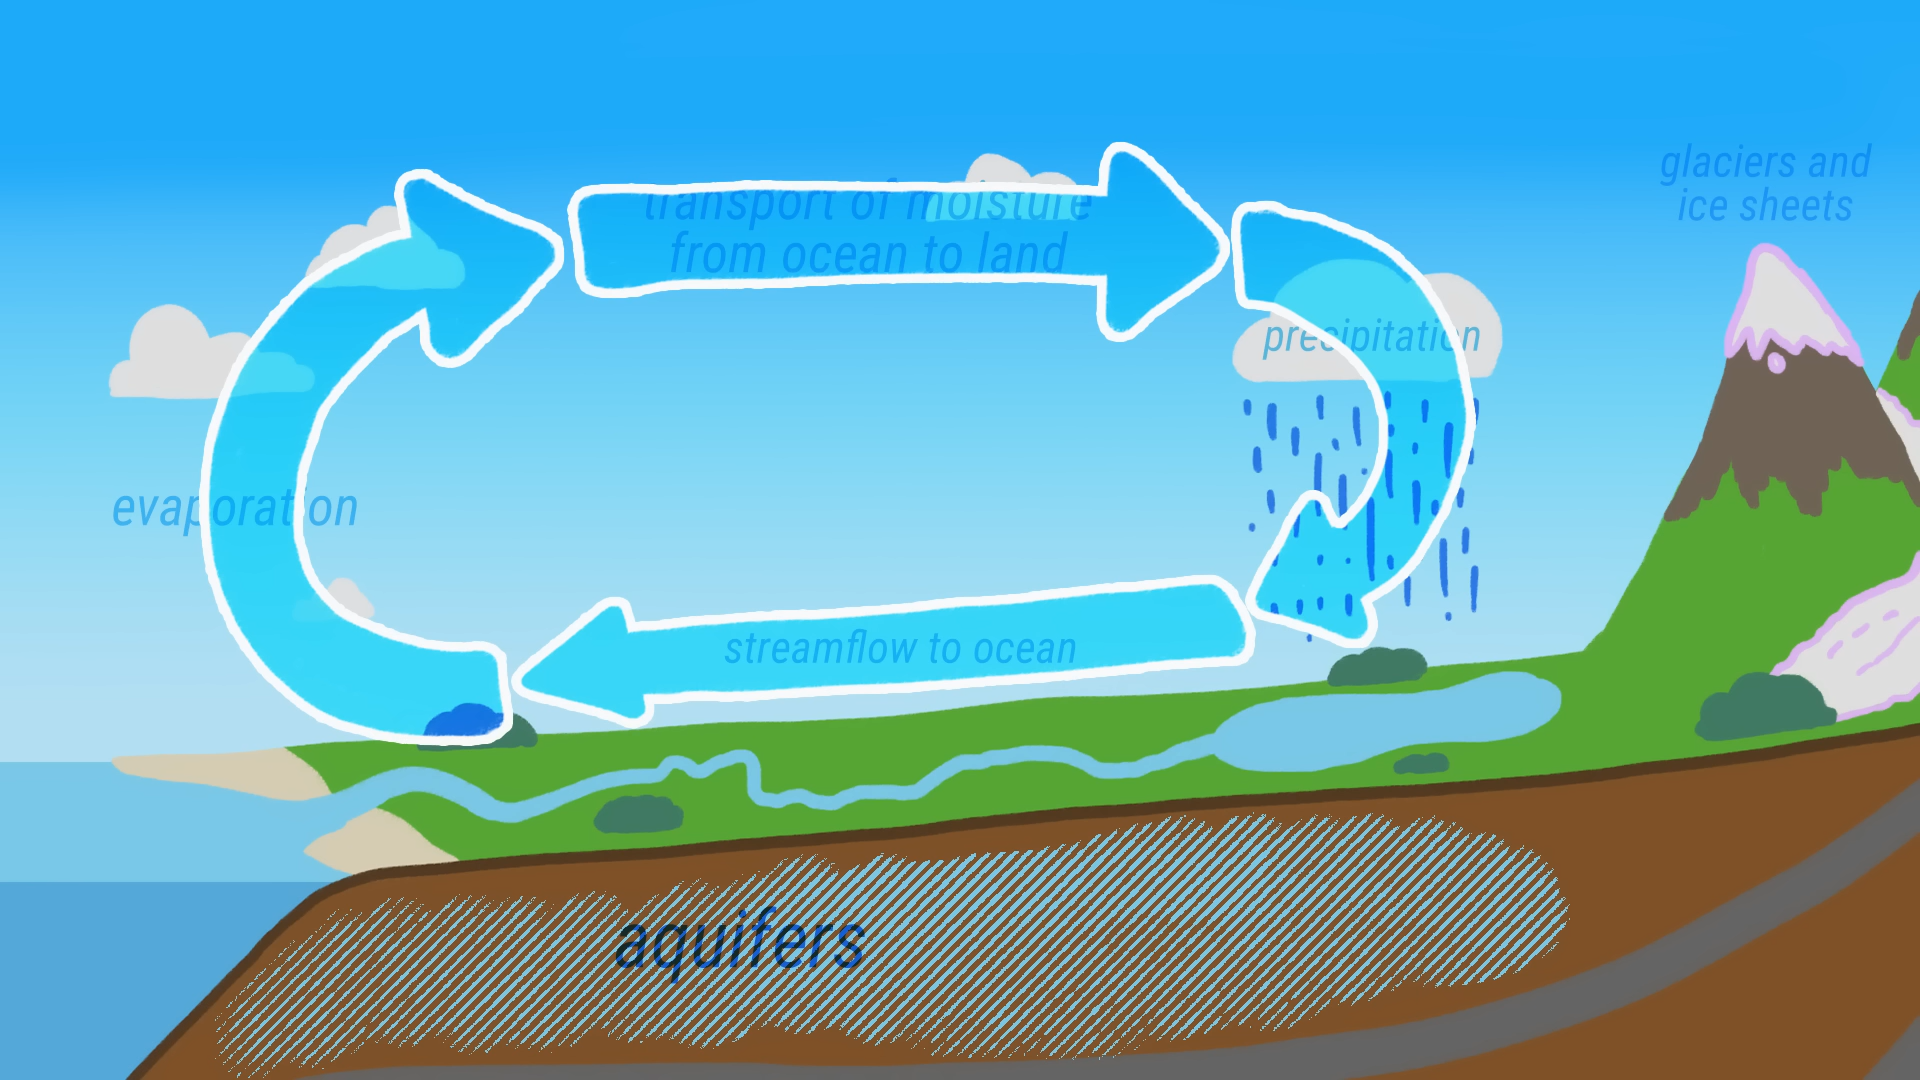 transport of moisture
from ocean to land
glaciers and
ice sheets
precipitation
evaporation
streamflow to ocean
aquifers